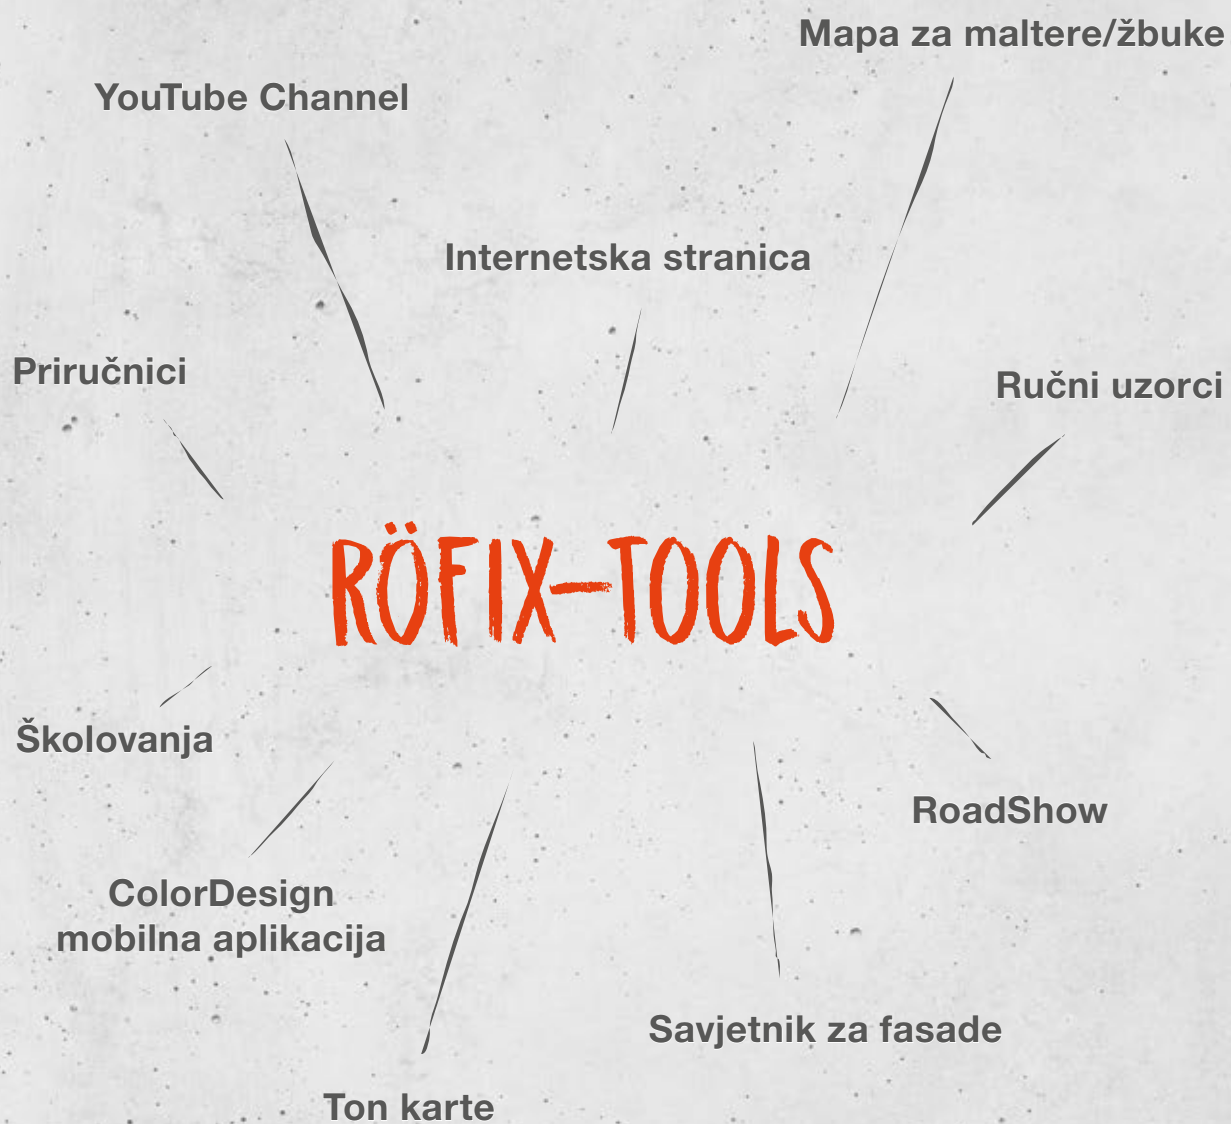 Mapa za maltere/žbuke
YouTube Channel
Internetska stranica
Priručnici
Ručni uzorci
RÖFIX-TOOLS
Školovanja
RoadShow
ColorDesign
mobilna aplikacija
Savjetnik za fasade
Ton karte